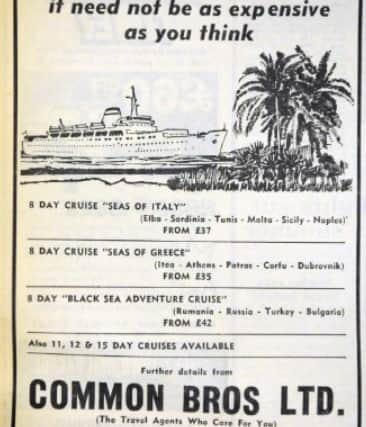 it need not be as expensive
as you think
8 DAY CRUISE "SEAS OF ITALY"
(Elba - Sardinia - Tunis - Malta - Sicily - Naples)
FROM £37
8 DAY CRUISE "SEAS OF GREECE"
(Itea - Athens - Patras - Corfu - Dubrovnik)
FROM £35
8 DAY "BLACK SEA ADVENTURE CRUISE"
(Rumania - Russia - Turkey - Bulgaria)
FROM £42
Also 11, 12 & 15 DAY CRUISES AVAILABLE
Further details from
COMMON BROS LTD.
(The Travel Agents Who Care For You)